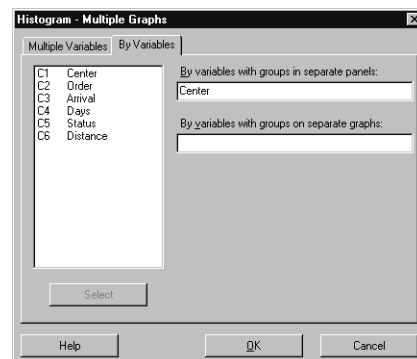 Histogram - Multiple Graphs
Multiple Variables
By Variables
C1 Center
C2 Order
C3 Arrival
C4 Days
C5 Status
C6 Distance
By variables with groups in separate panels:
Center
By variables with groups on separate graphs:
Select
Help
OK
Cancel